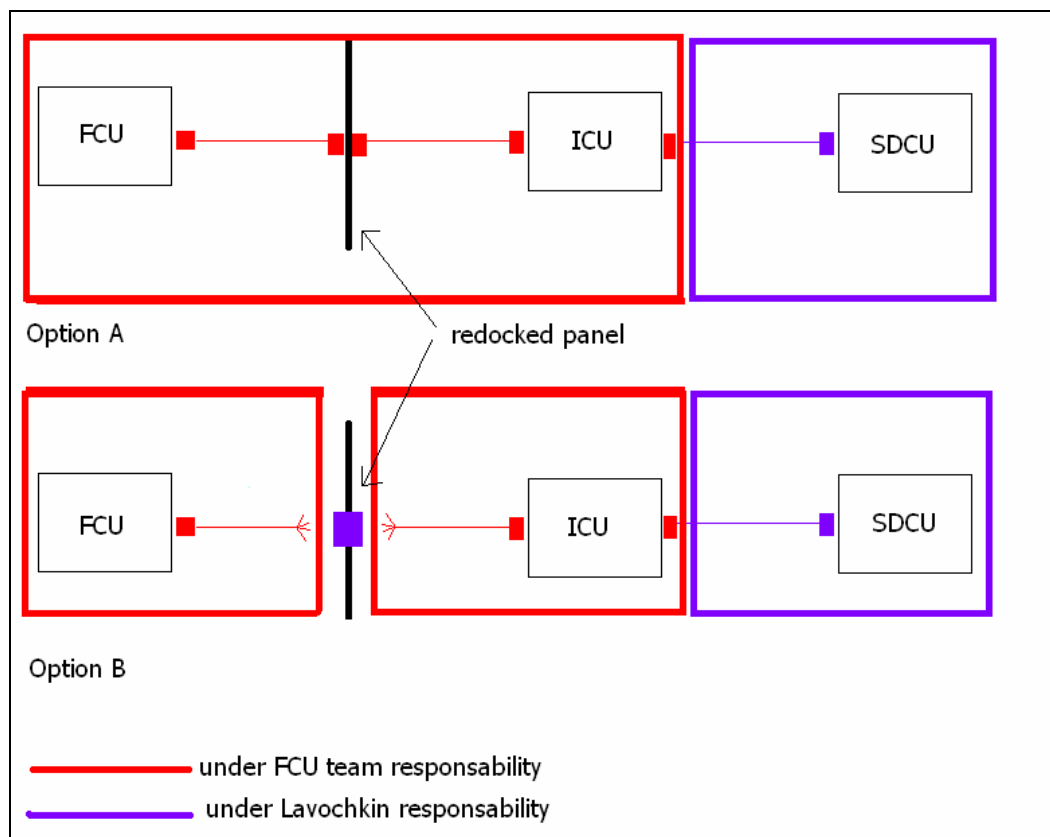 FCU
ICU
SDCU
Option A
redocked panel
FCU
ICU
SDCU
Option B
under FCU team responsability
under Lavochkin responsability